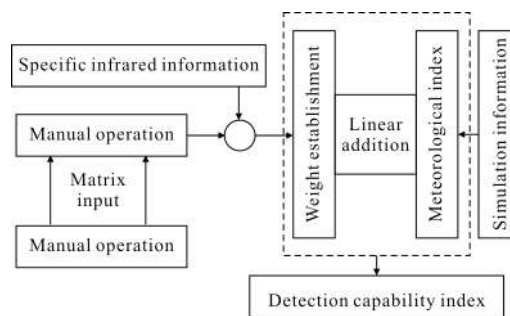 Specific infrared information
Manual operation
Matrix
input
Manual operation
Weight establishment
Linear
addition
Meteorological index
Simulation information
Detection capability index